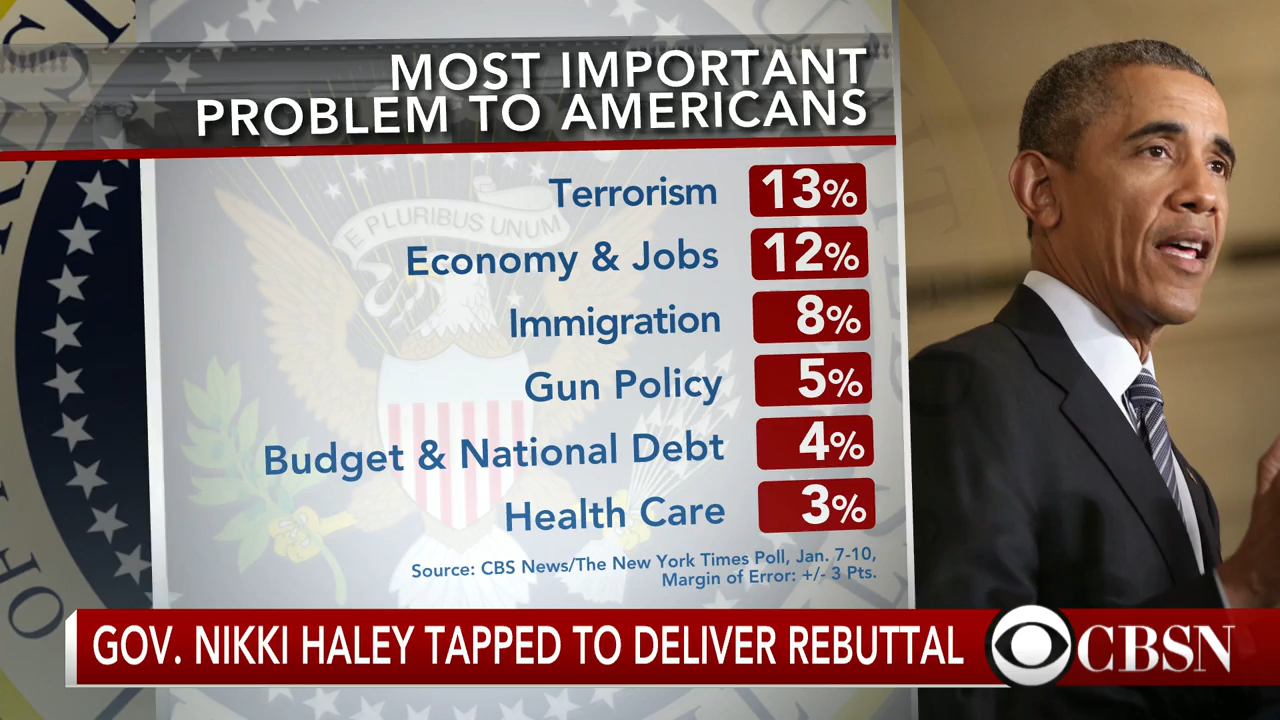 MOST IMPORTANT
PROBLEM TO AMERICANS
E PLURIBUS UNUM
Terrorism 13%
Economy & Jobs 12%
Immigration 8%
Gun Policy 5%
Budget & National Debt 4%
Health Care 3%
Source: CBS News/The New York Times Poll, Jan. 7-10,
Margin of Error: +/- 3 Pts.
GOV. NIKKI HALEY TAPPED TO DELIVER REBUTTAL
CBSN